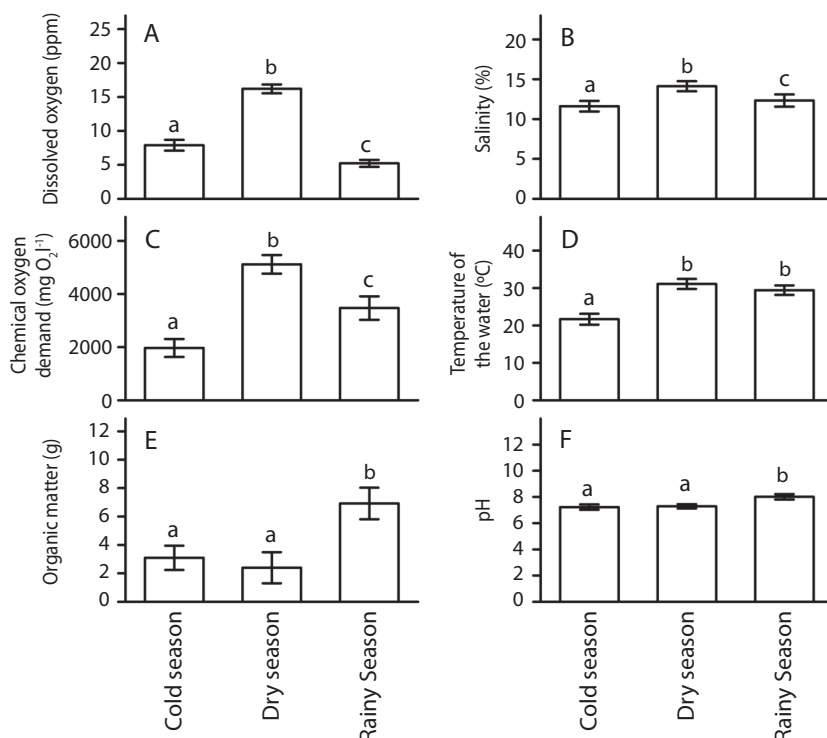 A
Dissolved oxygen (ppm)
25
20
15
10
5
0
a
b
c
B
Salinity (%)
20
15
10
5
0
a
b
c
C
Chemical oxygen
demand (mg O₂l⁻¹)
6000
4000
2000
0
a
b
c
D
Temperature of
the water (ºC)
40
30
20
10
0
a
b
b
E
Organic matter (g)
12
10
8
6
4
2
0
a
a
b
Cold season
Dry season
Rainy Season
F
pH
12
10
8
6
4
2
0
a
a
b
Cold season
Dry season
Rainy Season